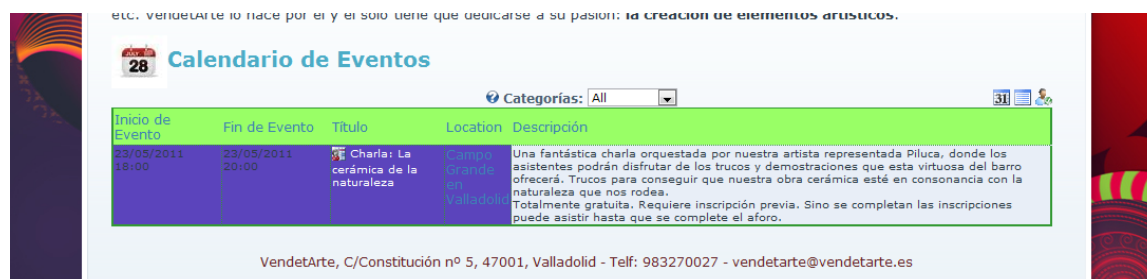 etc. VendetArte lo hace por él y el sólo tiene que dedicarse a su pasión: la creación de elementos artísticos.
JULY
28
Calendario de Eventos
Categorías: All
31
Inicio de Evento Fin de Evento Título Location Descripción
23/05/2011 18:00
23/05/2011 20:00
Charla: La
cerámica de la
naturaleza
Campo
Grande
en
Valladolid
Una fantástica charla orquestada por nuestra artista representada Piluca, donde los
asistentes podrán disfrutar de los trucos y demostraciones que esta virtuosa del barro
ofrecerá. Trucos para conseguir que nuestra obra cerámica esté en consonancia con la
naturaleza que nos rodea.
Totalmente gratuita. Requiere inscripción previa. Sino se completan las inscripciones
puede asistir hasta que se complete el aforo.
VendetArte, C/Constitución nº 5, 47001, Valladolid - Telf: 983270027 - vendetarte@vendetarte.es